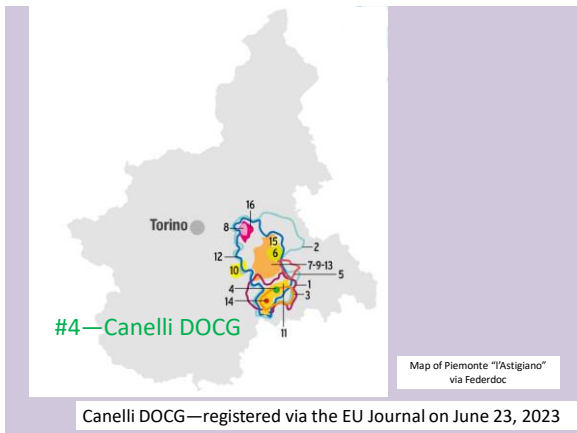 16
8
Torino
15
6
2
12
7-9-13
10
5
4
1
3
14
#4—Canelli DOCG
11
Map of Piemonte “l’Astigiano”
via Federdoc
Canelli DOCG—registered via the EU Journal on June 23, 2023